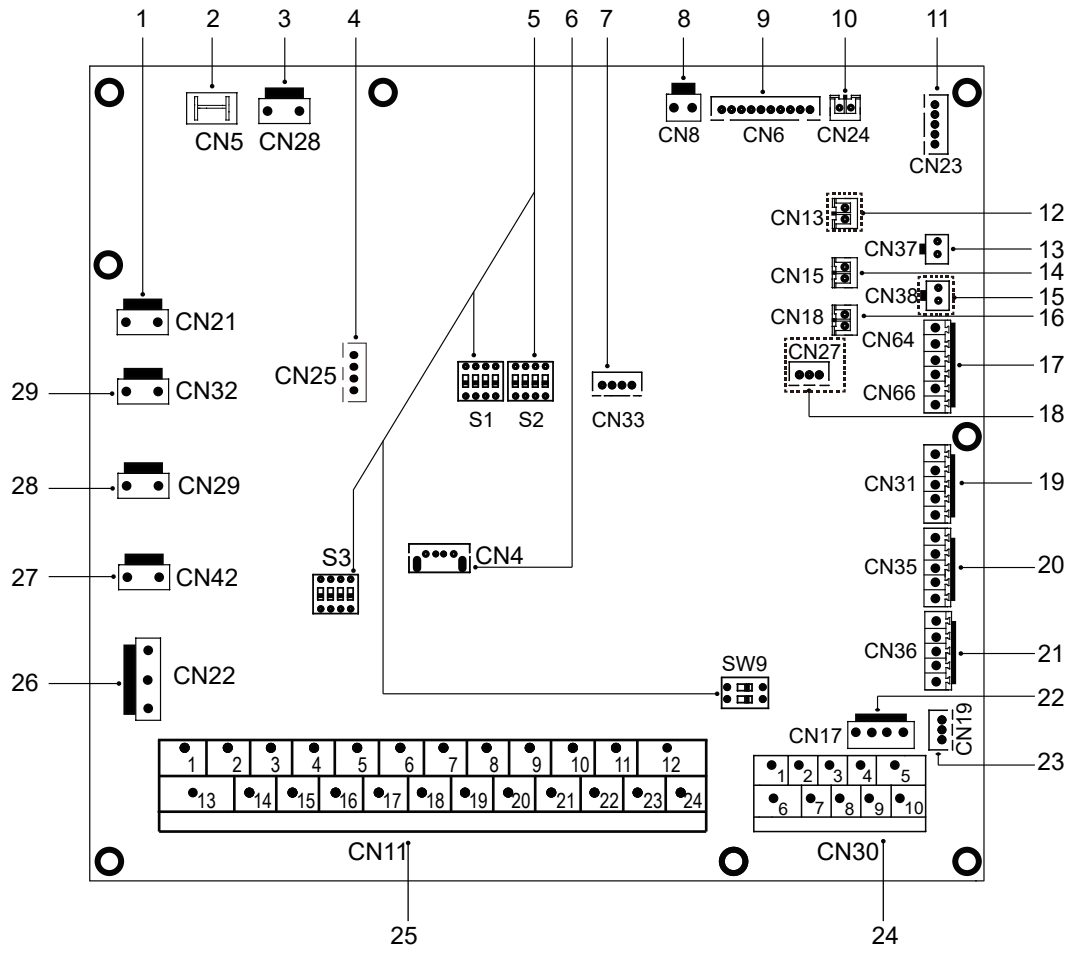 1 2 3 4 5 6 7 8 9 10 11
CN5 CN28 CN8 CN6 CN24
CN23
CN13 12
CN37 13
CN15 14
CN38 15
CN21 CN18 16
CN64
CN27
CN25 17
29 CN32 CN66
S1 S2 CN33 18
28 CN29 CN31 19
S3 CN4
27 CN42 CN35 20
CN36 21
26 CN22 SW9
22
CN17 CN19
23
1 2 3 4 5 6 7 8 9 10 11 12
1 2 3 4 5
13 14 15 16 17 18 19 20 21 22 23 24
6 7 8 9 10
CN11 CN30
25 24